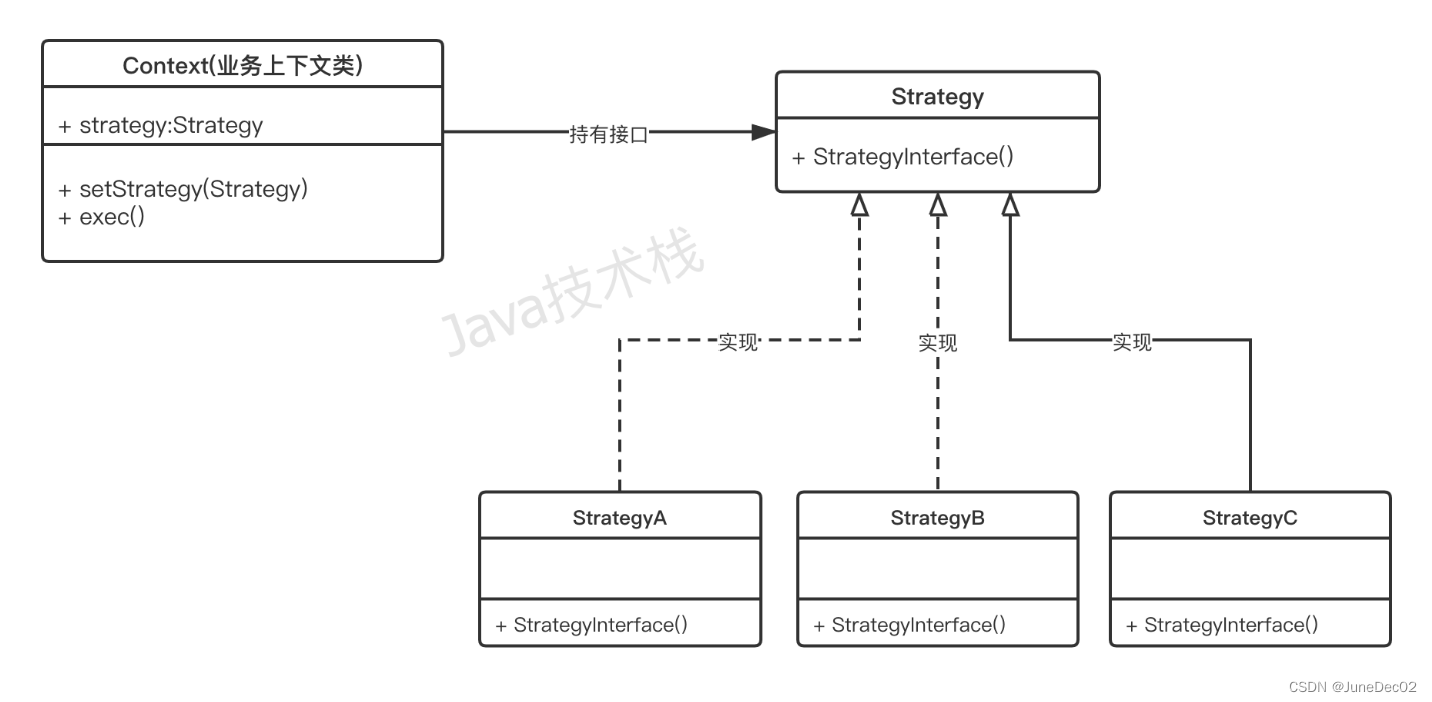 Context(业务上下文类)
+ strategy:Strategy
+ setStrategy(Strategy)
+ exec()
持有接口
Strategy
+ StrategyInterface()
Java技术栈
实现
实现
实现
StrategyA
+ StrategyInterface()
StrategyB
+ StrategyInterface()
StrategyC
+ StrategyInterface()
CSDN @JuneDec02